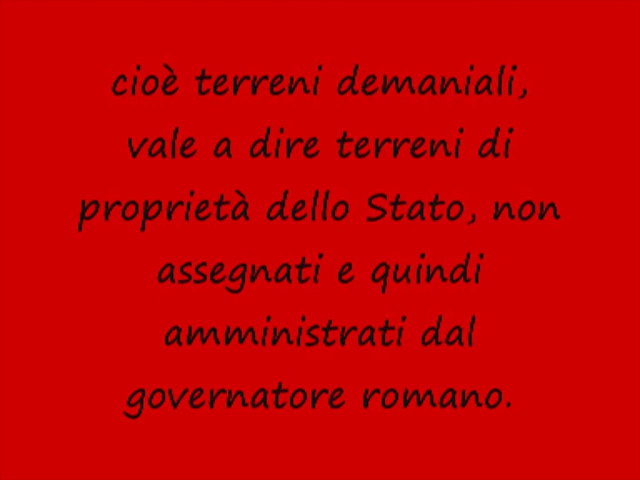 cioè terreni demaniali,
vale a dire terreni di
proprietà dello Stato, non
assegnati e quindi
amministrati dal
governatore romano.